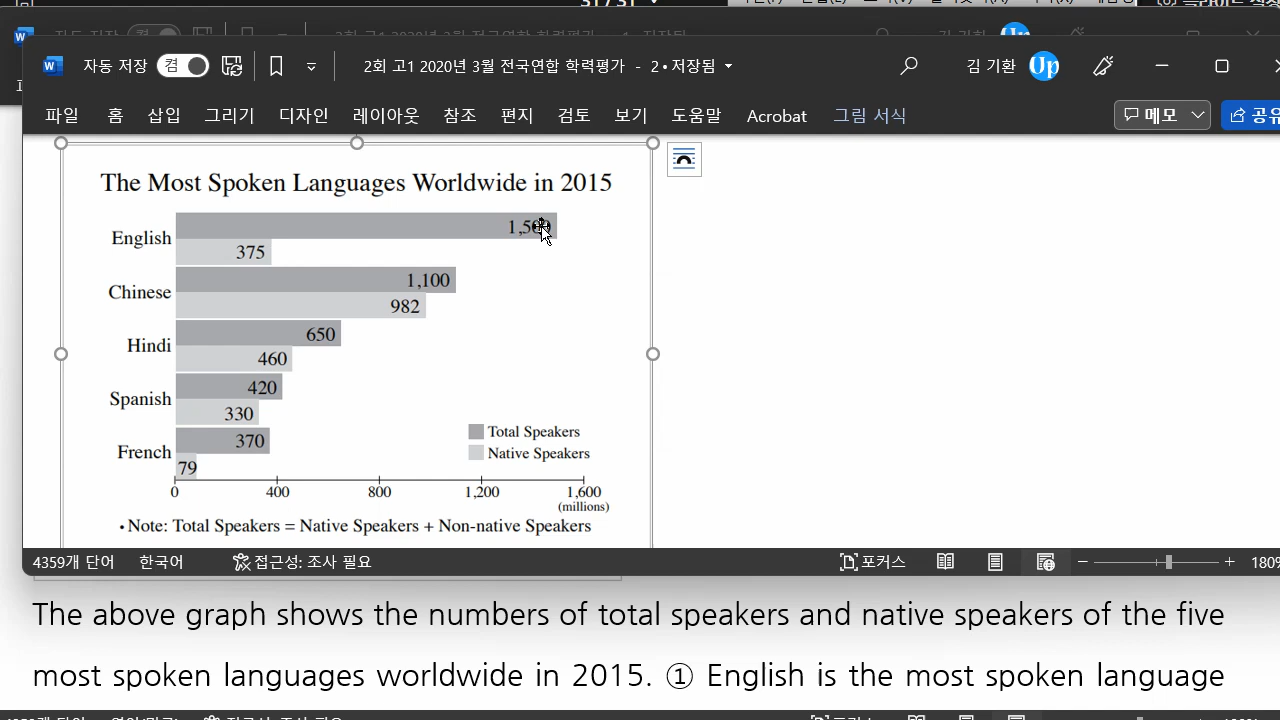 자동 저장 켬 2회 고1 2020년 3월 전국연합 학력평가 - 2 • 저장됨 김 기환 Up
파일 홈 삽입 그리기 디자인 레이아웃 참조 편지 검토 보기 도움말 Acrobat 그림 서식 메모 공유
The Most Spoken Languages Worldwide in 2015
English
375
Chinese 1,100
982
Hindi 650
460
Spanish 420
330
French 370
79
Total Speakers
Native Speakers
0 400 800 1,200 1,600
(millions)
• Note: Total Speakers = Native Speakers + Non-native Speakers
4359개 단어 한국어 접근성: 조사 필요 포커스 180%
The above graph shows the numbers of total speakers and native speakers of the five
most spoken languages worldwide in 2015. ① English is the most spoken language